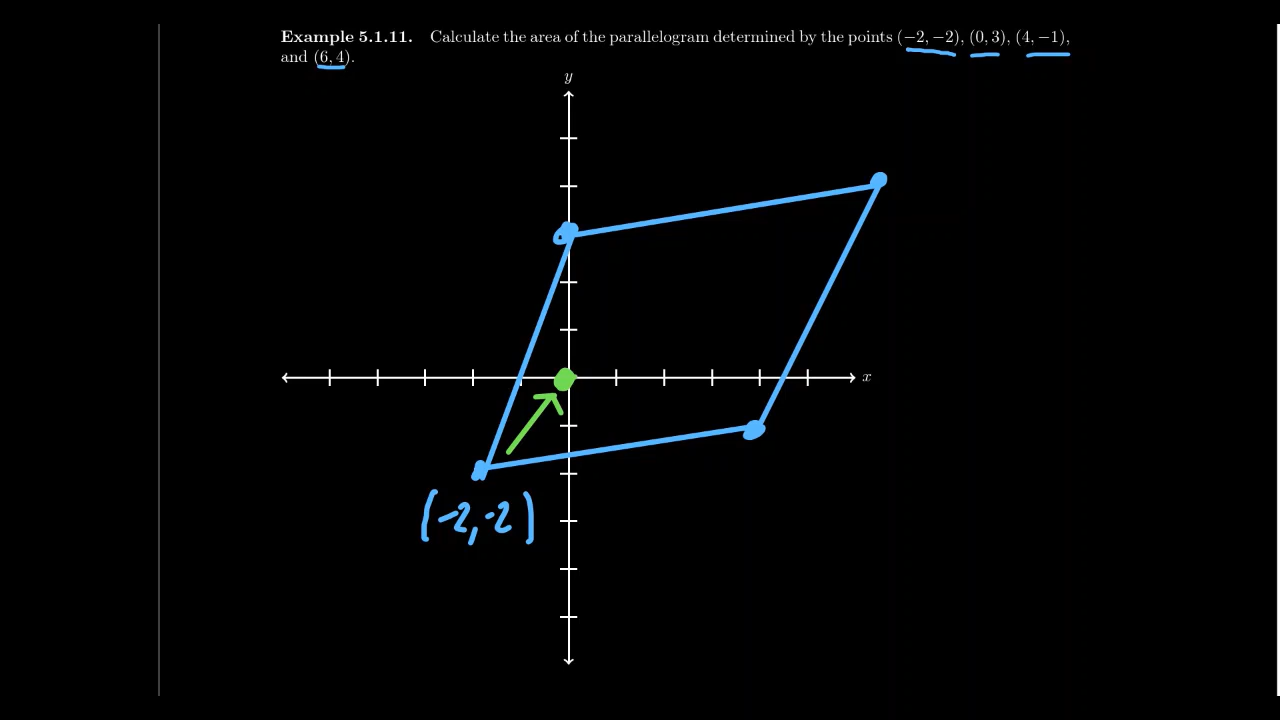 Example 5.1.11. Calculate the area of the parallelogram determined by the points (−2, −2), (0, 3), (4, −1),
and (6, 4).
y
x
(-2,-2)